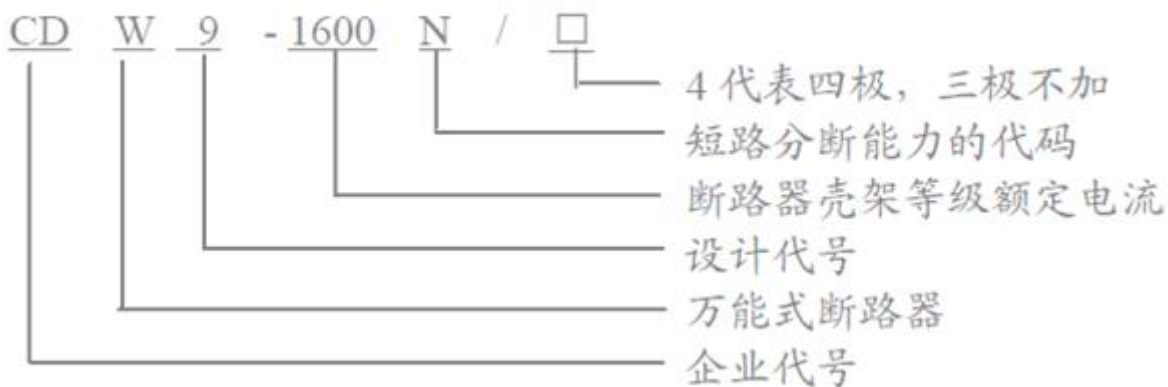 CD W 9 - 1600 N / □
4 代表四极，三极不加
短路分断能力的代码
断路器壳架等级额定电流
设计代号
万能式断路器
企业代号